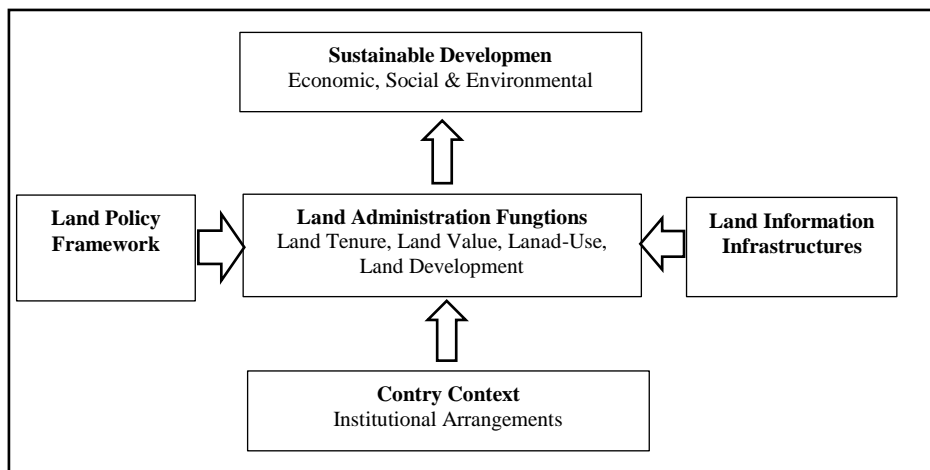 Sustainable Developmen
Economic, Social & Environmental
Land Policy
Framework
Land Administration Fungtions
Land Tenure, Land Value, Lanad-Use,
Land Development
Land Information
Infrastructures
Contry Context
Institutional Arrangements